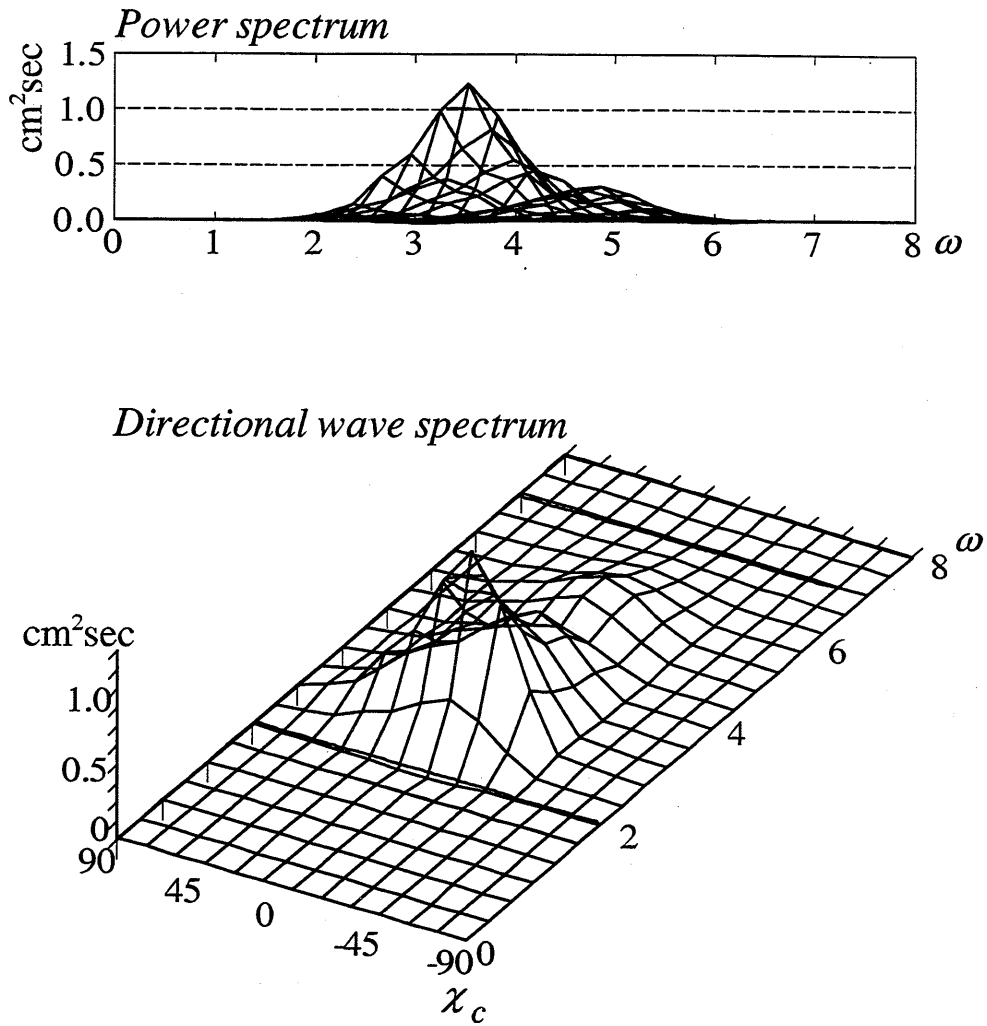 Power spectrum
cm²sec
1.5
1.0
0.5
0.0
0 1 2 3 4 5 6 7 8 ω
Directional wave spectrum
cm²sec
1.0
0.5
0
90
45
0
-45
-90
χc
0
2
4
6
8
ω